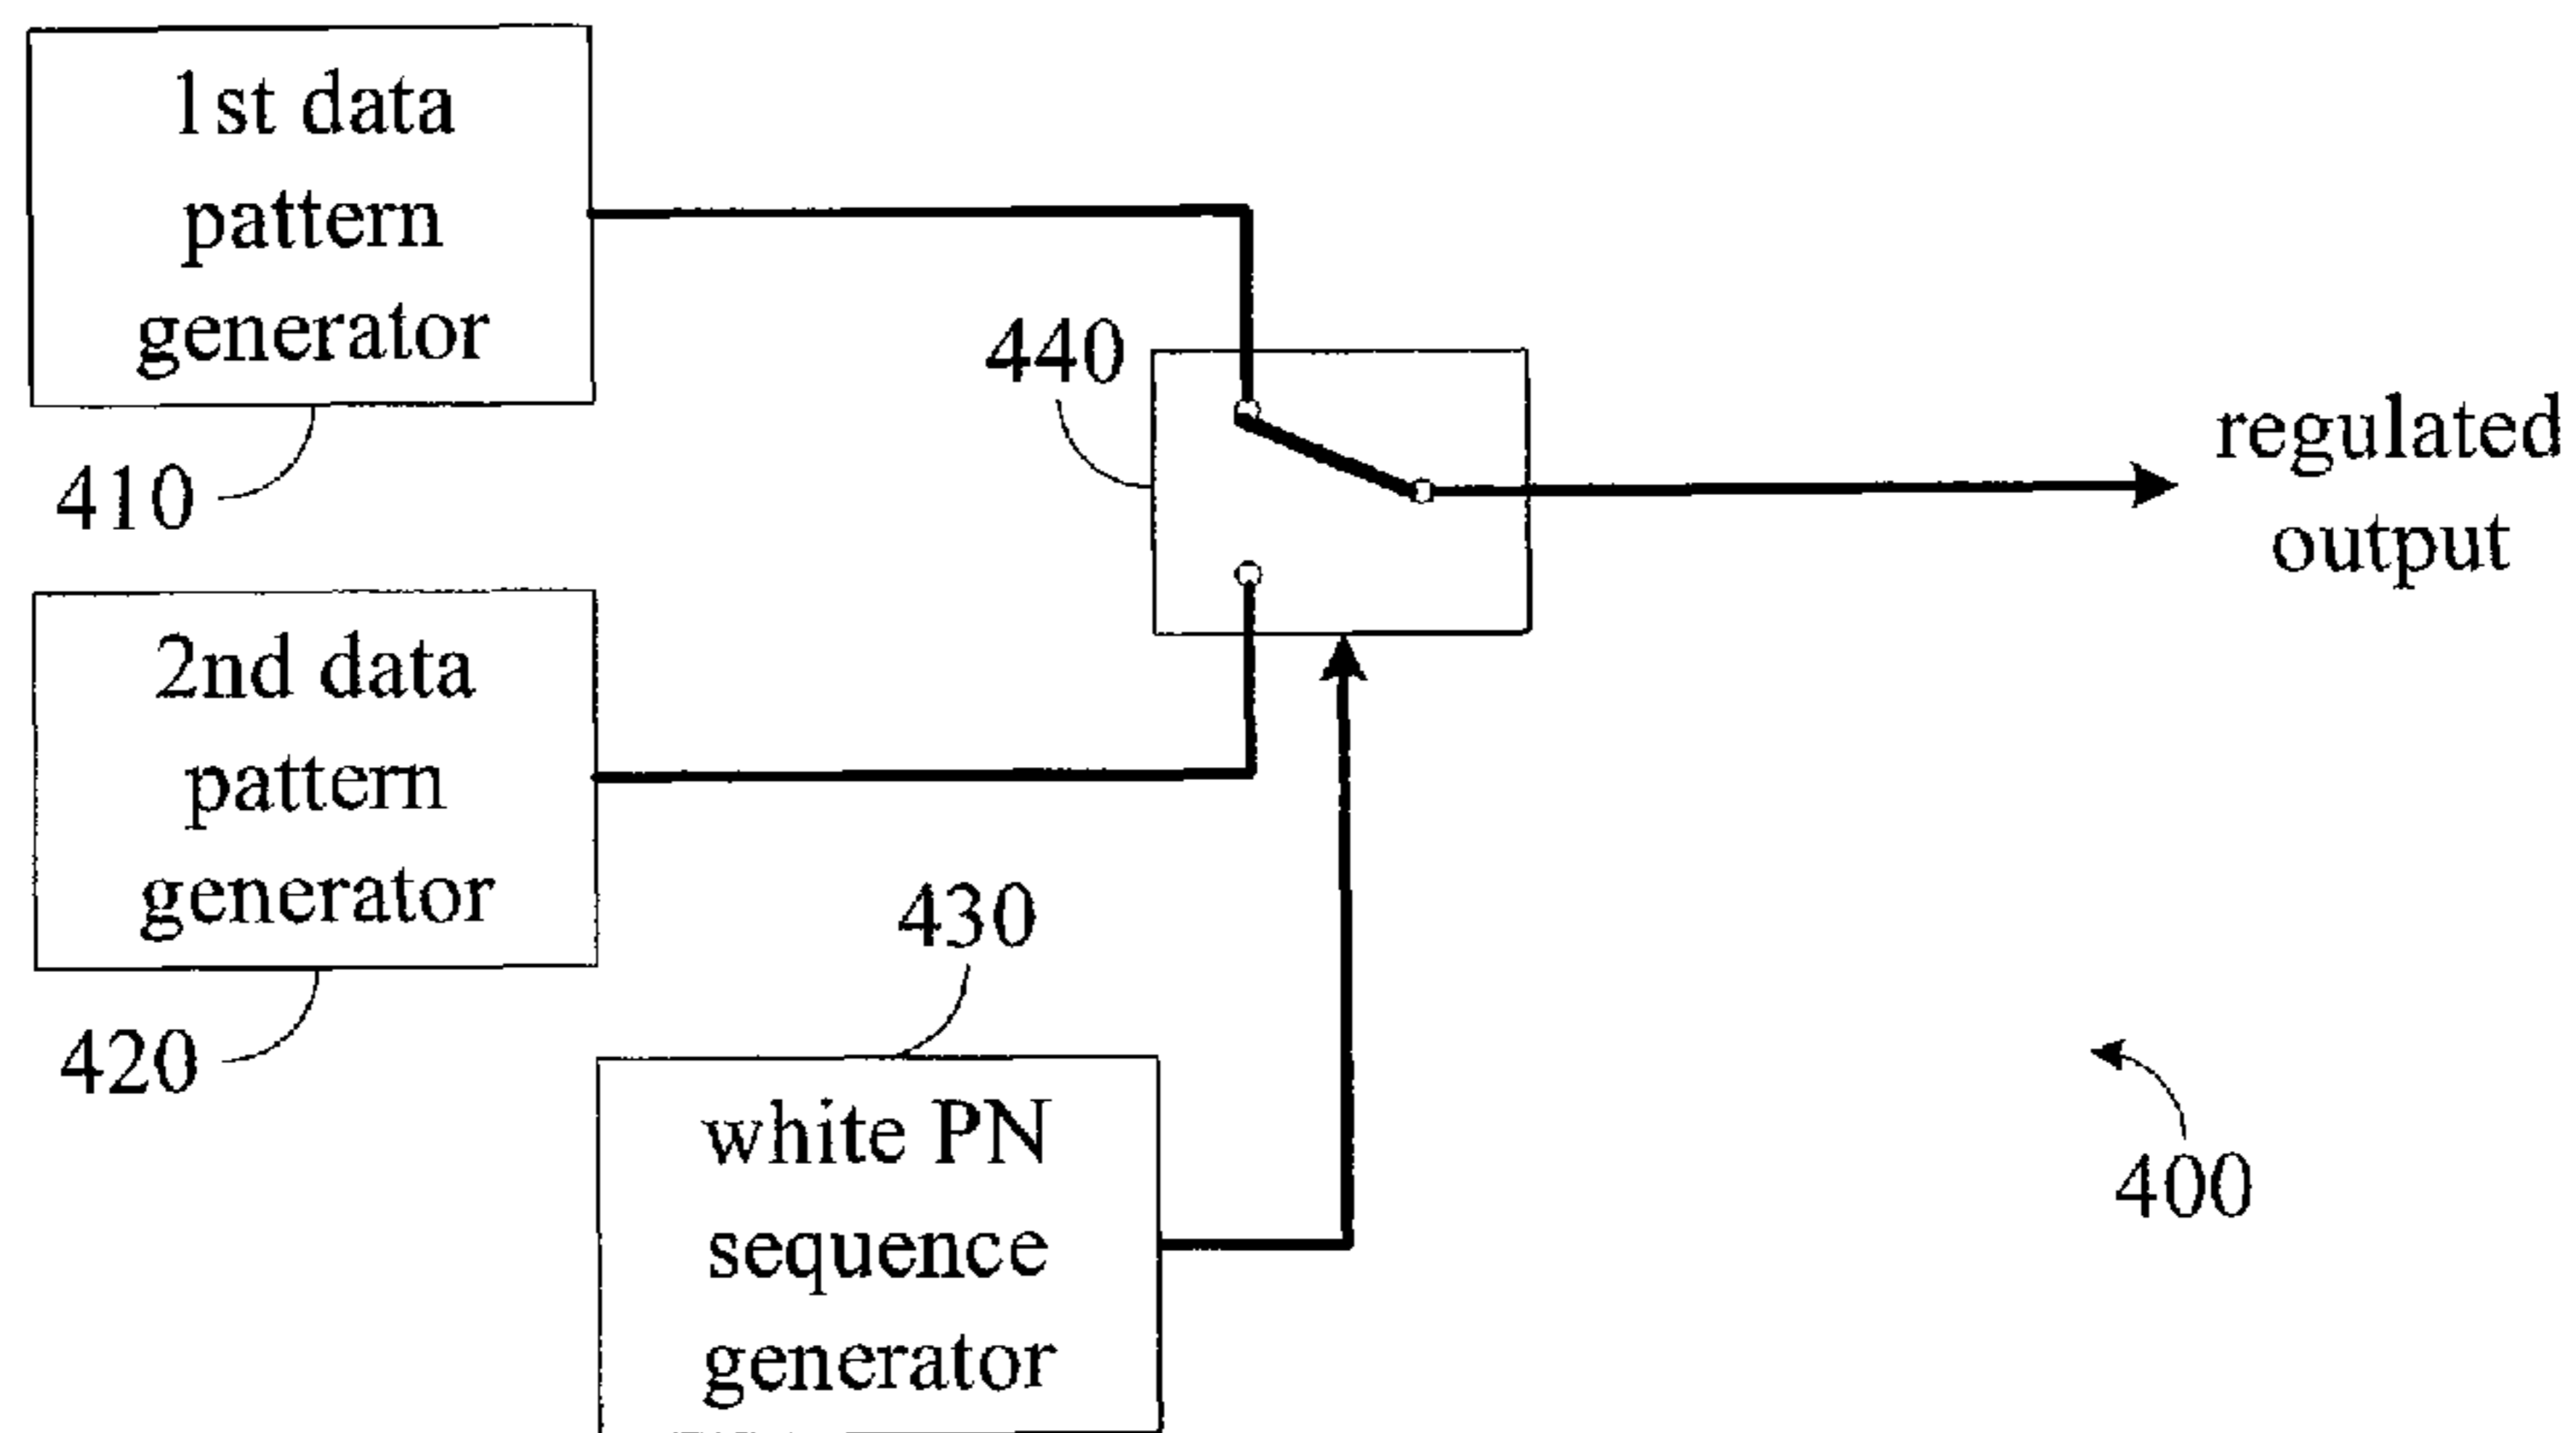 1st data
pattern
generator
410
440
regulated
output
2nd data
pattern
generator
420
430
white PN
sequence
generator
400